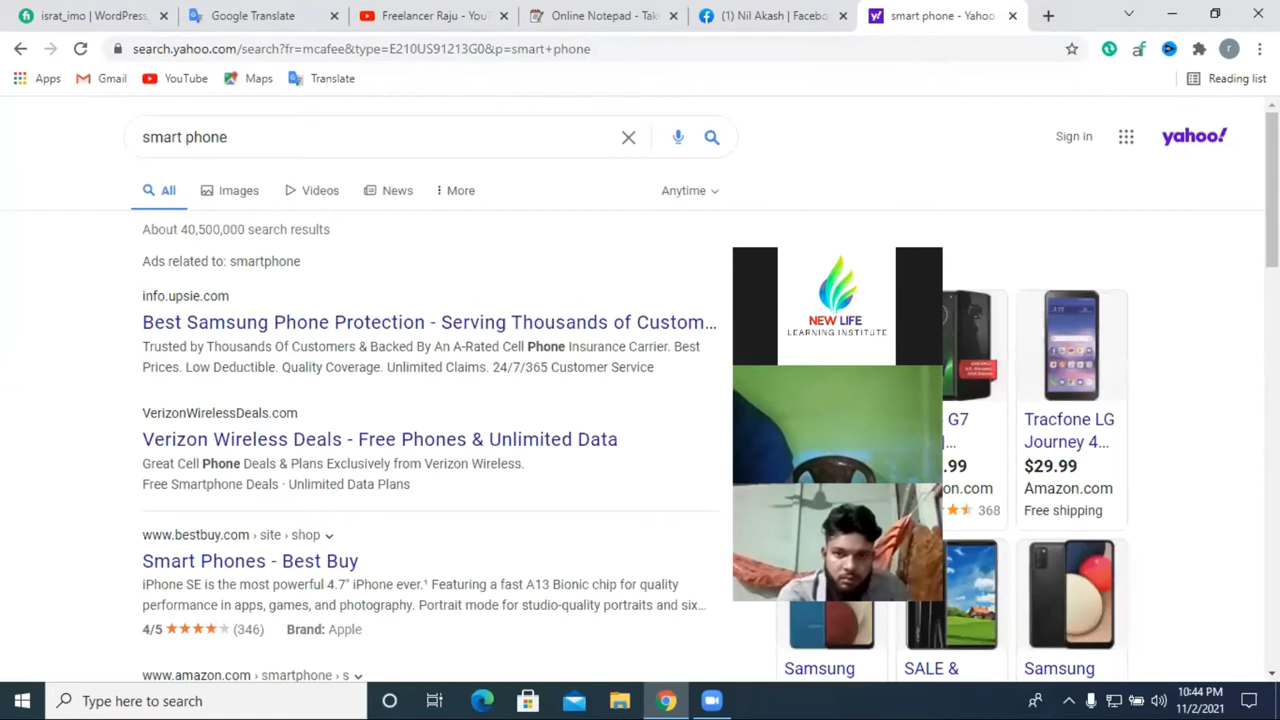 israt_imo | WordPress,
Google Translate
Freelancer Raju - YouT
Online Notepad - Tak
(1) Nil Akash | Facebo
smart phone - Yahoo
search.yahoo.com/search?fr=mcafee&type=E210US91213G0&p=smart+phone
af
r
Apps
Gmail
YouTube
Maps
Translate
Reading list
smart phone
Sign in
yahoo!
All
Images
Videos
News
More
Anytime
About 40,500,000 search results
Ads related to: smartphone
info.upsie.com
Best Samsung Phone Protection - Serving Thousands of Custom...
Trusted by Thousands Of Customers & Backed By An A-Rated Cell Phone Insurance Carrier. Best
Prices. Low Deductible. Quality Coverage. Unlimited Claims. 24/7/365 Customer Service
VerizonWirelessDeals.com
Verizon Wireless Deals - Free Phones & Unlimited Data
Great Cell Phone Deals & Plans Exclusively from Verizon Wireless.
Free Smartphone Deals · Unlimited Data Plans
www.bestbuy.com › site › shop
Smart Phones - Best Buy
iPhone SE is the most powerful 4.7" iPhone ever.¹ Featuring a fast A13 Bionic chip for quality
performance in apps, games, and photography. Portrait mode for studio-quality portraits and six...
4/5 ★★★★★ (346)
Brand: Apple
www.amazon.com › smartphone › s
NEW LIFE
LEARNING INSTITUTE
G7
...
.99
on.com
368
Tracfone LG
Journey 4...
$29.99
Amazon.com
Free shipping
Samsung
SALE &
Samsung
Type here to search
10:44 PM
11/2/2021